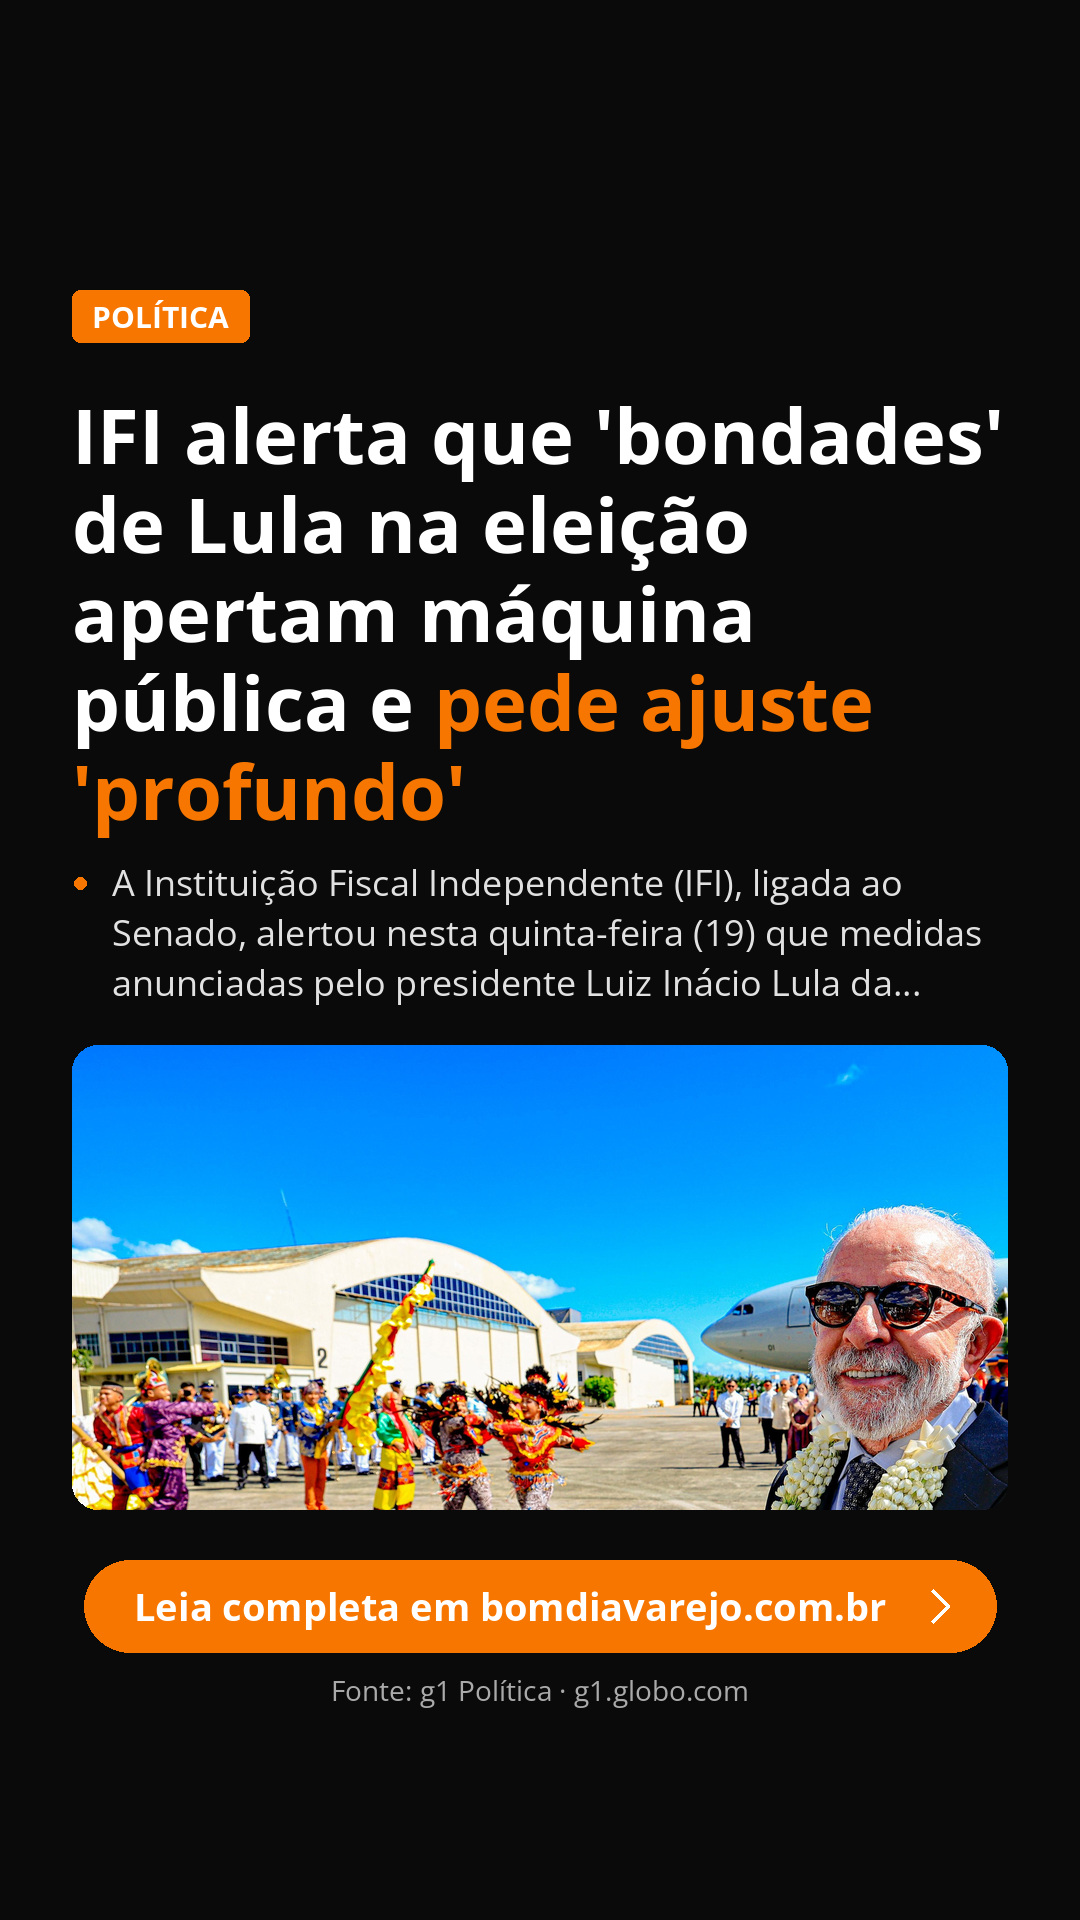 POLÍTICA
IFI alerta que 'bondades'
de Lula na eleição
apertam máquina
pública e pede ajuste
'profundo'
A Instituição Fiscal Independente (IFI), ligada ao
Senado, alertou nesta quinta-feira (19) que medidas
anunciadas pelo presidente Luiz Inácio Lula da...
2
01
Leia completa em bomdiavarejo.com.br
Fonte: g1 Política · g1.globo.com